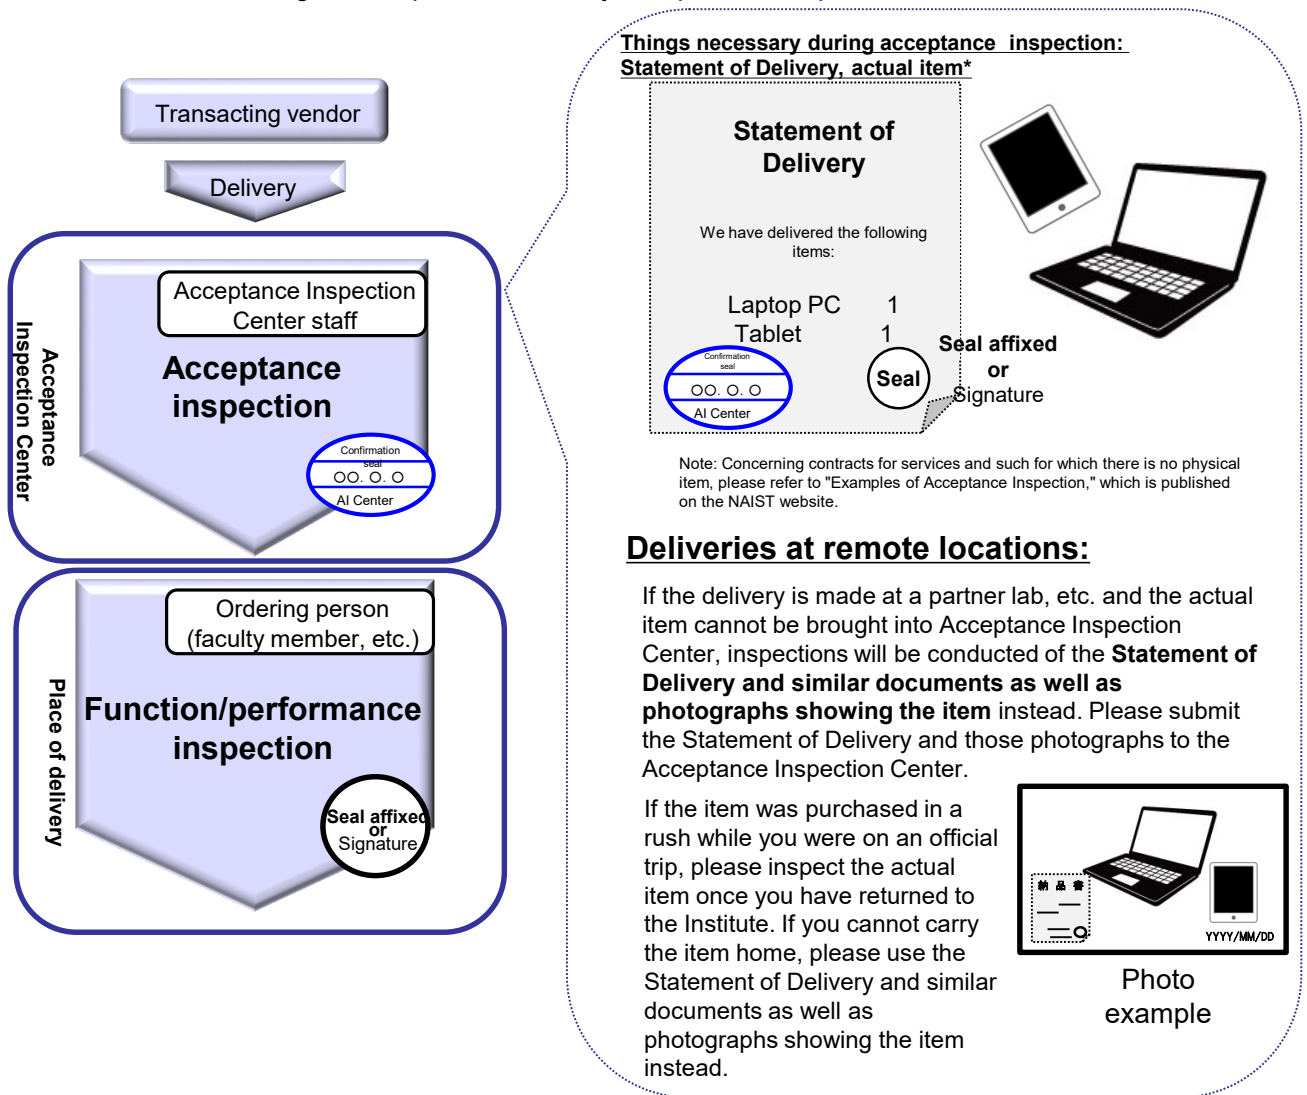 Things necessary during acceptance inspection:
Statement of Delivery, actual item*
Transacting vendor
Delivery
Acceptance
Inspection Center
Acceptance Inspection
Center staff
Acceptance
inspection
Confirmation
seal
OO. O. O
AI Center
Place of delivery
Ordering person
(faculty member, etc.)
Function/performance
inspection
Seal affixed
or
Signature
Statement of
Delivery
We have delivered the following
items:
Laptop PC 1
Tablet 1
Confirmation
seal
OO. O. O
AI Center
Seal
Seal affixed
or
Signature
Note: Concerning contracts for services and such for which there is no physical
item, please refer to "Examples of Acceptance Inspection," which is published
on the NAIST website.
Deliveries at remote locations:
If the delivery is made at a partner lab, etc. and the actual
item cannot be brought into Acceptance Inspection
Center, inspections will be conducted of the Statement of
Delivery and similar documents as well as
photographs showing the item instead. Please submit
the Statement of Delivery and those photographs to the
Acceptance Inspection Center.
If the item was purchased in a
rush while you were on an official
trip, please inspect the actual
item once you have returned to
the Institute. If you cannot carry
the item home, please use the
Statement of Delivery and similar
documents as well as
photographs showing the item
instead.
納品書
YYYY/MM/DD
Photo
example